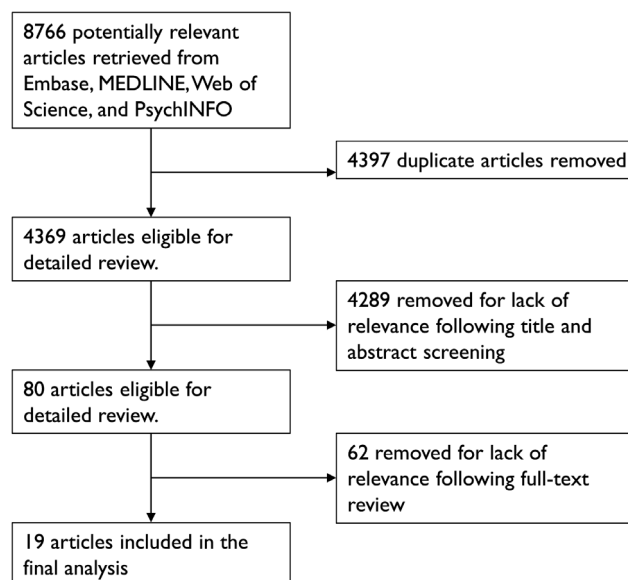 8766 potentially relevant
articles retrieved from
Embase, MEDLINE, Web of
Science, and PsychINFO
4397 duplicate articles removed
4369 articles eligible for
detailed review.
4289 removed for lack of
relevance following title and
abstract screening
80 articles eligible for
detailed review.
62 removed for lack of
relevance following full-text
review
19 articles included in the
final analysis